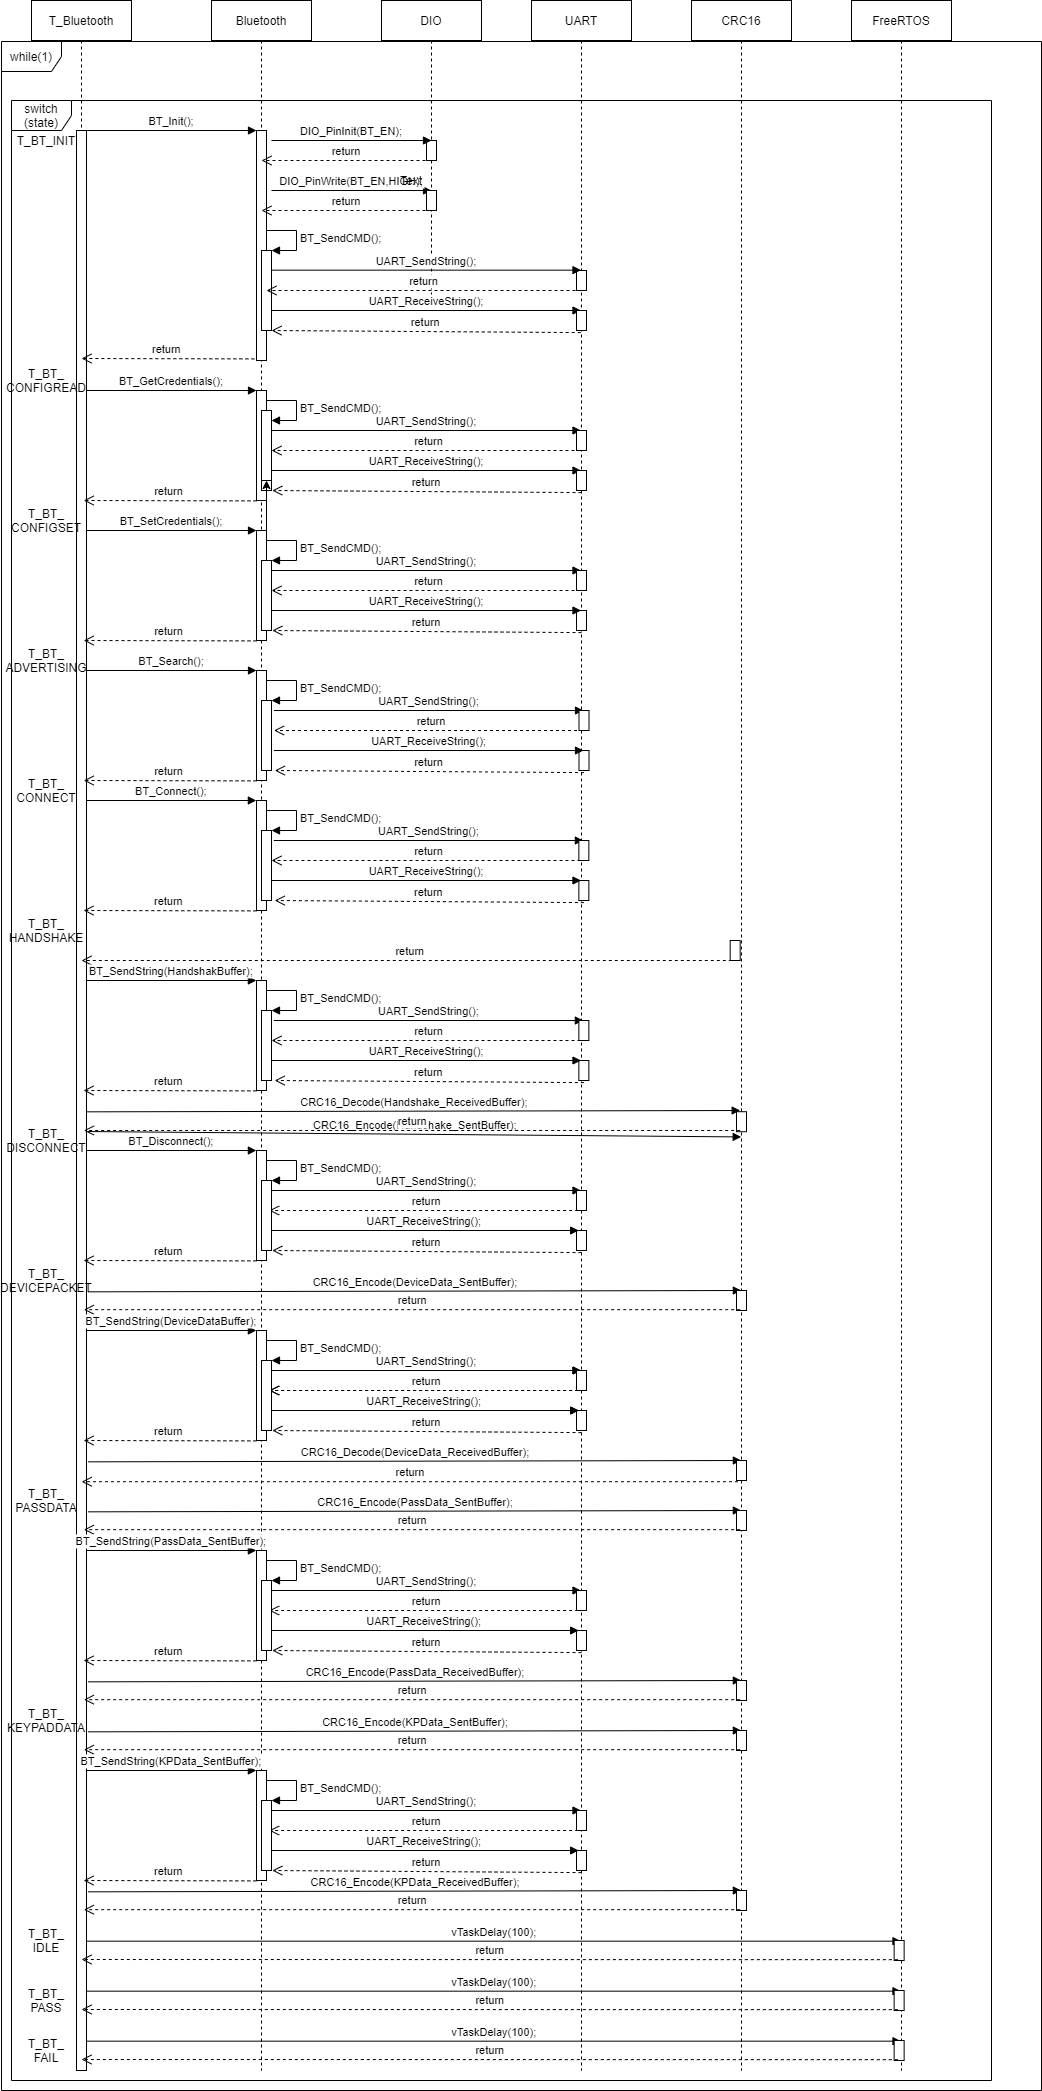 T_Bluetooth
Bluetooth
DIO
UART
CRC16
FreeRTOS
while(1)
switch
(state)
T_BT_INIT
BT_Init();
DIO_PinInit(BT_EN);
return
DIO_PinWrite(BT_EN,HIGH);
Text
return
BT_SendCMD();
UART_SendString();
return
UART_ReceiveString();
return
return
T_BT_
CONFIGREAD
BT_GetCredentials();
BT_SendCMD();
UART_SendString();
return
UART_ReceiveString();
return
return
T_BT_
CONFIGSET
BT_SetCredentials();
BT_SendCMD();
UART_SendString();
return
UART_ReceiveString();
return
return
T_BT_
ADVERTISING
BT_Search();
BT_SendCMD();
UART_SendString();
return
UART_ReceiveString();
return
return
T_BT_
CONNECT
BT_Connect();
BT_SendCMD();
UART_SendString();
return
UART_ReceiveString();
return
return
T_BT_
HANDSHAKE
return
BT_SendString(HandshakBuffer);
BT_SendCMD();
UART_SendString();
return
UART_ReceiveString();
return
return
CRC16_Decode(Handshake_ReceivedBuffer);
return
hake_SentBuffer);
T_BT_
DISCONNECT
BT_Disconnect();
BT_SendCMD();
UART_SendString();
return
UART_ReceiveString();
return
return
T_BT_
DEVICEPACKET
CRC16_Encode(DeviceData_SentBuffer);
return
BT_SendString(DeviceDataBuffer);
BT_SendCMD();
UART_SendString();
return
UART_ReceiveString();
return
return
CRC16_Decode(DeviceData_ReceivedBuffer);
return
T_BT_
PASSDATA
CRC16_Encode(PassData_SentBuffer);
return
BT_SendString(PassData_SentBuffer);
BT_SendCMD();
UART_SendString();
return
UART_ReceiveString();
return
return
CRC16_Encode(PassData_ReceivedBuffer);
return
T_BT_
KEYPADDATA
CRC16_Encode(KPData_SentBuffer);
return
BT_SendString(KPData_SentBuffer);
BT_SendCMD();
UART_SendString();
return
UART_ReceiveString();
return
return
CRC16_Encode(KPData_ReceivedBuffer);
return
T_BT_
IDLE
vTaskDelay(100);
return
T_BT_
PASS
vTaskDelay(100);
return
T_BT_
FAIL
vTaskDelay(100);
return